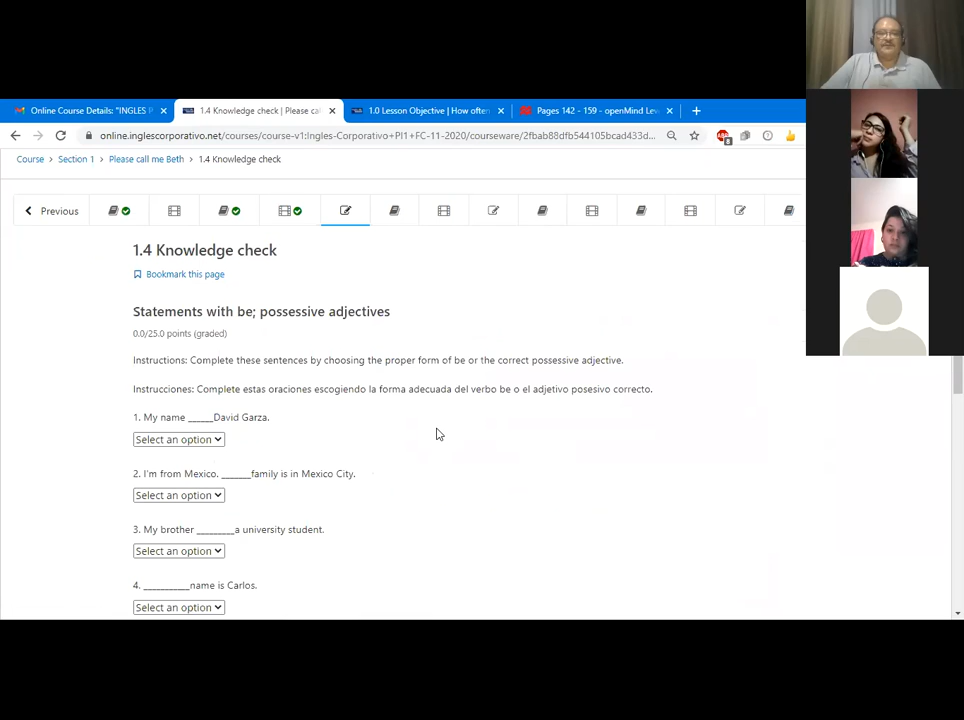 Online Course Details: "INGLES P
1.4 Knowledge check | Please cal
1.0 Lesson Objective | How often
Pages 142 - 159 - openMind Leve
online.inglescorporativo.net/courses/course-v1:Ingles-Corporativo+PI1+FC-11-2020/courseware/2fbab88dfb544105bcad433d...
Course Section 1 Please call me Beth 1.4 Knowledge check
Previous
1.4 Knowledge check
Bookmark this page
Statements with be; possessive adjectives
0.0/25.0 points (graded)
Instructions: Complete these sentences by choosing the proper form of be or the correct possessive adjective.
Instrucciones: Complete estas oraciones escogiendo la forma adecuada del verbo be o el adjetivo posesivo correcto.
1. My name ______David Garza.
Select an option
2. I'm from Mexico. _______family is in Mexico City.
Select an option
3. My brother _________a university student.
Select an option
4. ___________name is Carlos.
Select an option